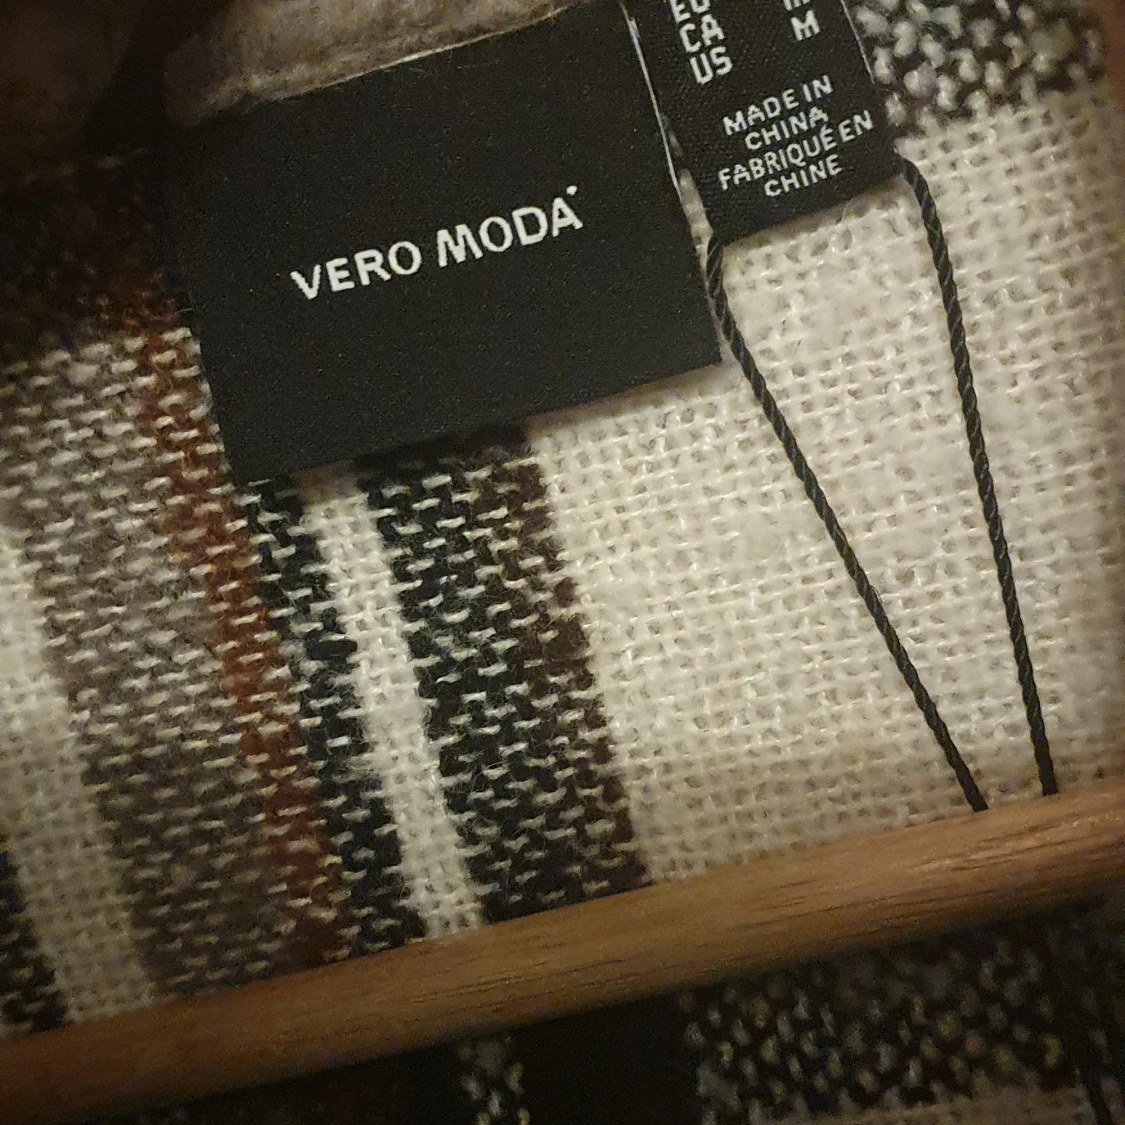 VERO MODA
CA
US
M
MADE IN
CHINA
FABRIQUÉ EN
CHINE